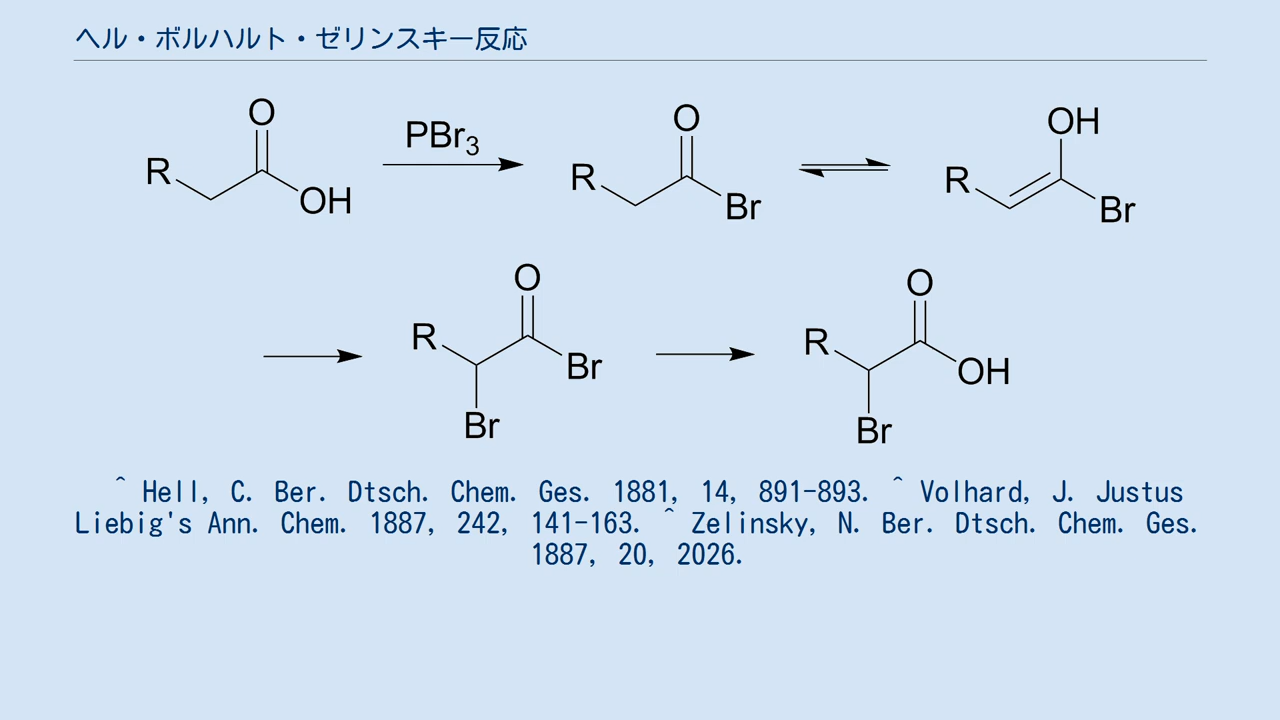 ヘル・ボルハルト・ゼリンスキー反応
O
PBr3
R
OH
O
R
Br
OH
R
Br
O
R
Br
Br
O
R
OH
Br
^ Hell, C. Ber. Dtsch. Chem. Ges. 1881, 14, 891-893. ^ Volhard, J. Justus
Liebig's Ann. Chem. 1887, 242, 141-163. ^ Zelinsky, N. Ber. Dtsch. Chem. Ges.
1887, 20, 2026.